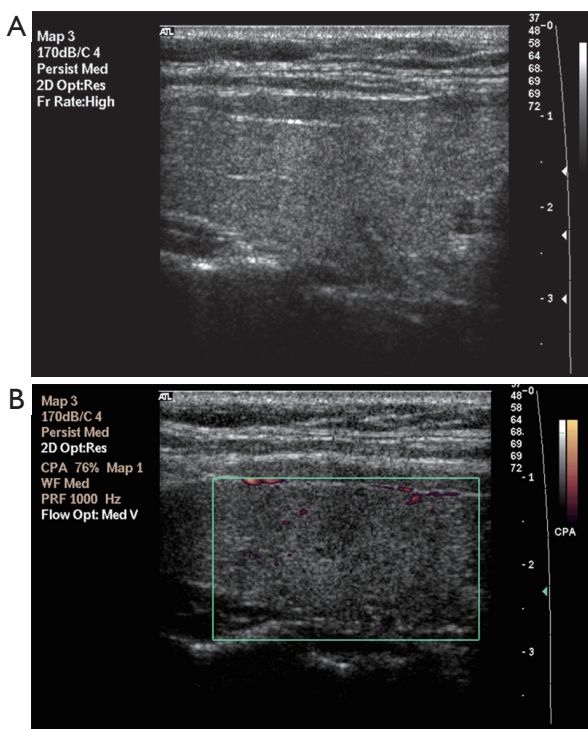 A
ATL
Map 3
170dB/C 4
Persist Med
2D Opt:Res
Fr Rate:High
37
48
58
64
68
69
69
72
0
1
2
3
B
ATL
Map 3
170dB/C 4
Persist Med
2D Opt:Res
CPA 76% Map 1
WF Med
PRF 1000 Hz
Flow Opt: Med V
37
48
58
64
68
69
69
72
0
1
2
3
CPA